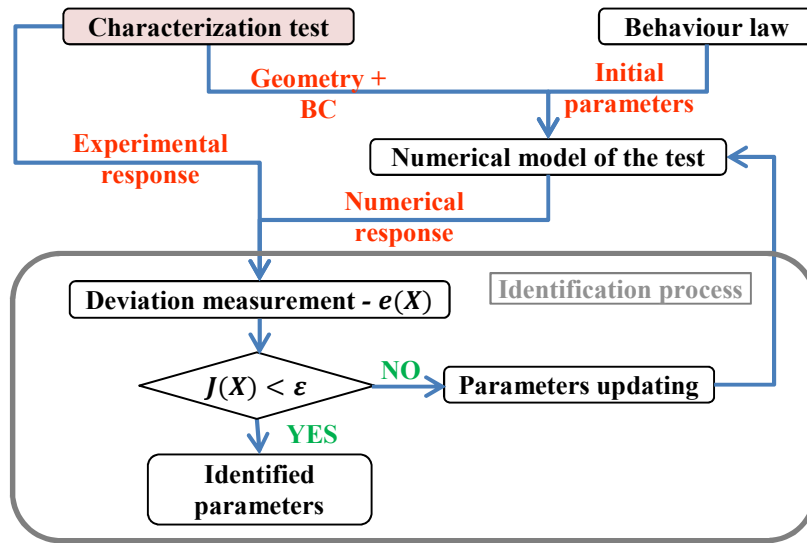 Characterization test
Behaviour law
Geometry +
BC
Initial
parameters
Experimental
response
Numerical model of the test
Numerical
response
Deviation measurement - e(X)
Identification process
J(X) < ε
NO
Parameters updating
YES
Identified
parameters